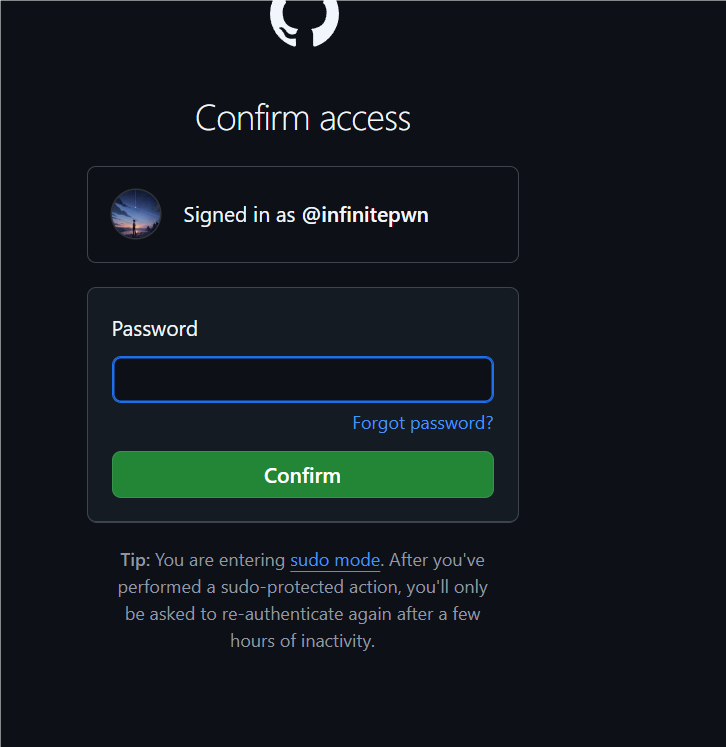 Confirm access
Signed in as @infinitepwn
Password
Forgot password?
Confirm
Tip: You are entering sudo mode. After you've
performed a sudo-protected action, you'll only
be asked to re-authenticate again after a few
hours of inactivity.